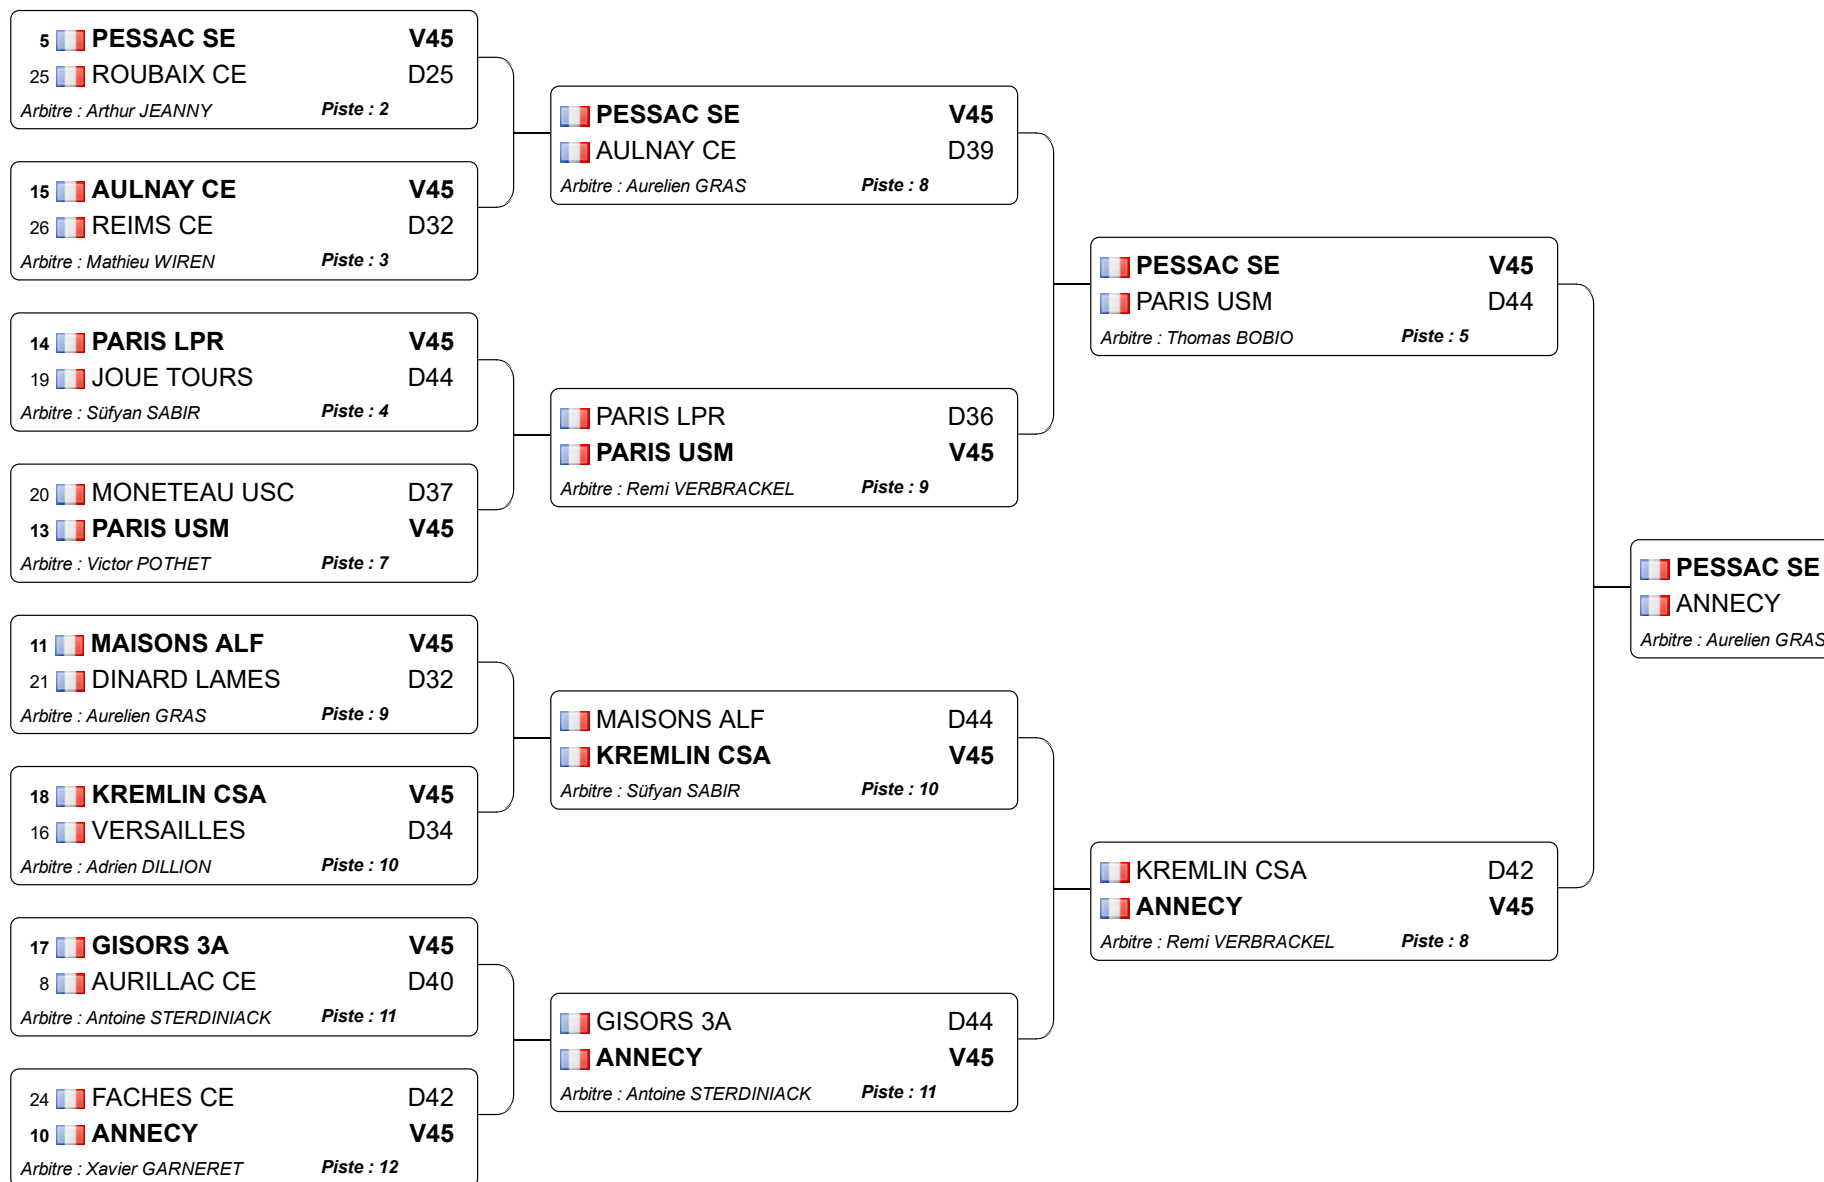 5 PESSAC SE V45
25 ROUBAIX CE D25
Arbitre : Arthur JEANNY Piste : 2
15 AULNAY CE V45
26 REIMS CE D32
Arbitre : Mathieu WIREN Piste : 3
14 PARIS LPR V45
19 JOUE TOURS D44
Arbitre : Süfyan SABIR Piste : 4
20 MONETEAU USC D37
13 PARIS USM V45
Arbitre : Victor POTHET Piste : 7
11 MAISONS ALF V45
21 DINARD LAMES D32
Arbitre : Aurelien GRAS Piste : 9
18 KREMLIN CSA V45
16 VERSAILLES D34
Arbitre : Adrien DILLION Piste : 10
17 GISORS 3A V45
8 AURILLAC CE D40
Arbitre : Antoine STERDINIACK Piste : 11
24 FACHES CE D42
10 ANNECY V45
Arbitre : Xavier GARNERET Piste : 12
PESSAC SE V45
AULNAY CE D39
Arbitre : Aurelien GRAS Piste : 8
PARIS LPR D36
PARIS USM V45
Arbitre : Remi VERBRACKEL Piste : 9
MAISONS ALF D44
KREMLIN CSA V45
Arbitre : Süfyan SABIR Piste : 10
GISORS 3A D44
ANNECY V45
Arbitre : Antoine STERDINIACK Piste : 11
PESSAC SE V45
PARIS USM D44
Arbitre : Thomas BOBIO Piste : 5
KREMLIN CSA D42
ANNECY V45
Arbitre : Remi VERBRACKEL Piste : 8
PESSAC SE
ANNECY
Arbitre : Aurelien GRAS